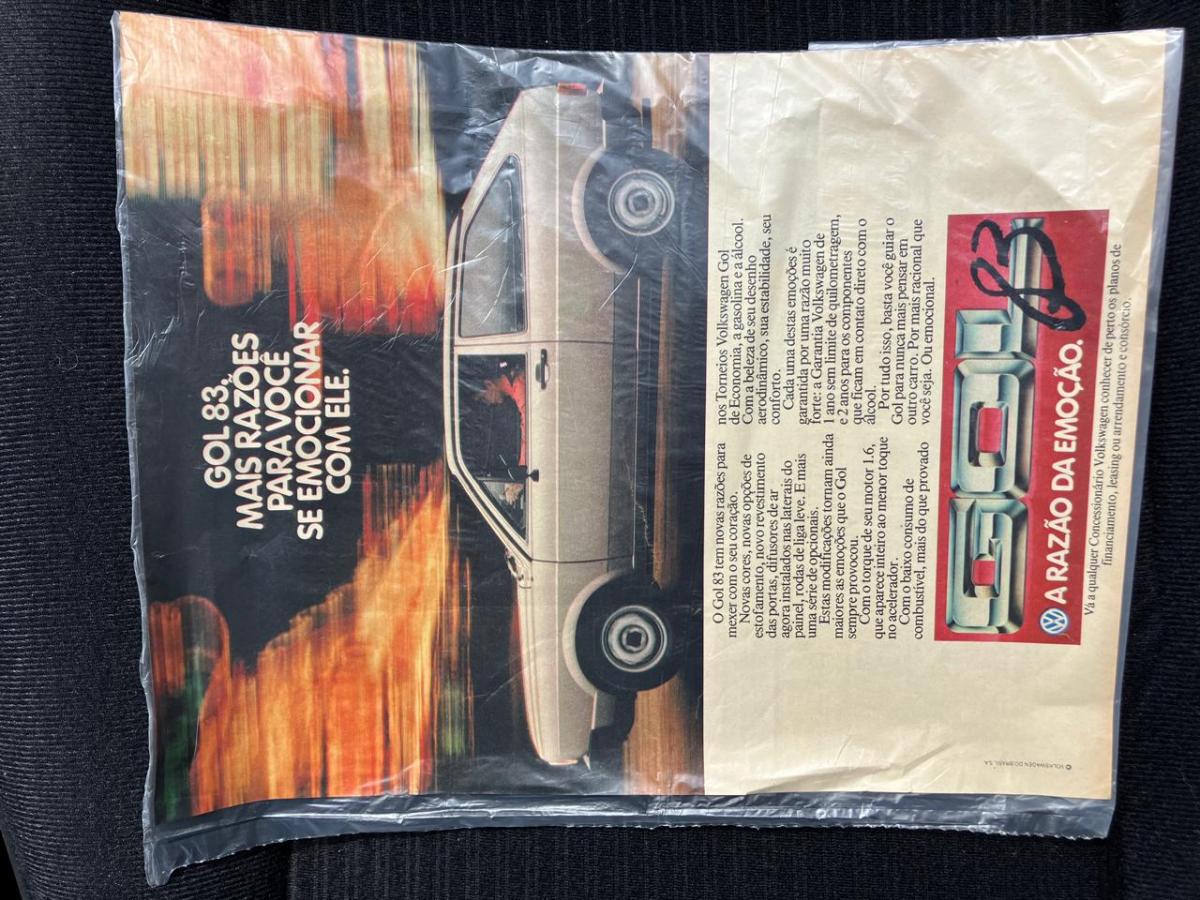 GOL 83.
MAIS RAZÕES
PARA VOCÊ
SE EMOCIONAR
COM ELE.
O Gol 83 tem novas razões para
mexer com o seu coração.
Novas cores, novas opções de
estofamento, novo revestimento
das portas, difusores de ar
agora instalados nas laterais do
painel, rodas de liga leve. E mais
uma série de opcionais.
Estas modificações tornam ainda
maiores as emoções que o Gol
sempre provocou.
Com o torque de seu motor 1.6,
que aparece inteiro ao menor toque
no acelerador.
Com o baixo consumo de
combustível, mais do que provado
nos Torneios Volkswagen Gol
de Economia, a gasolina e a álcool.
Com a beleza de seu desenho
aerodinâmico, sua estabilidade, seu
conforto.
Cada uma destas emoções é
garantida por uma razão muito
forte: a Garantia Volkswagen de
1 ano sem limite de quilometragem,
e 2 anos para os componentes
que ficam em contato direto com o
álcool.
Por tudo isso, basta você guiar o
Gol para nunca mais pensar em
outro carro. Por mais racional que
você seja. Ou emocional.
GOL 83
VW A RAZÃO DA EMOÇÃO.
Vá a qualquer Concessionário Volkswagen conhecer de perto os planos de
financiamento, leasing ou arrendamento e consórcio.
© VOLKSWAGEN DO BRASIL S.A.